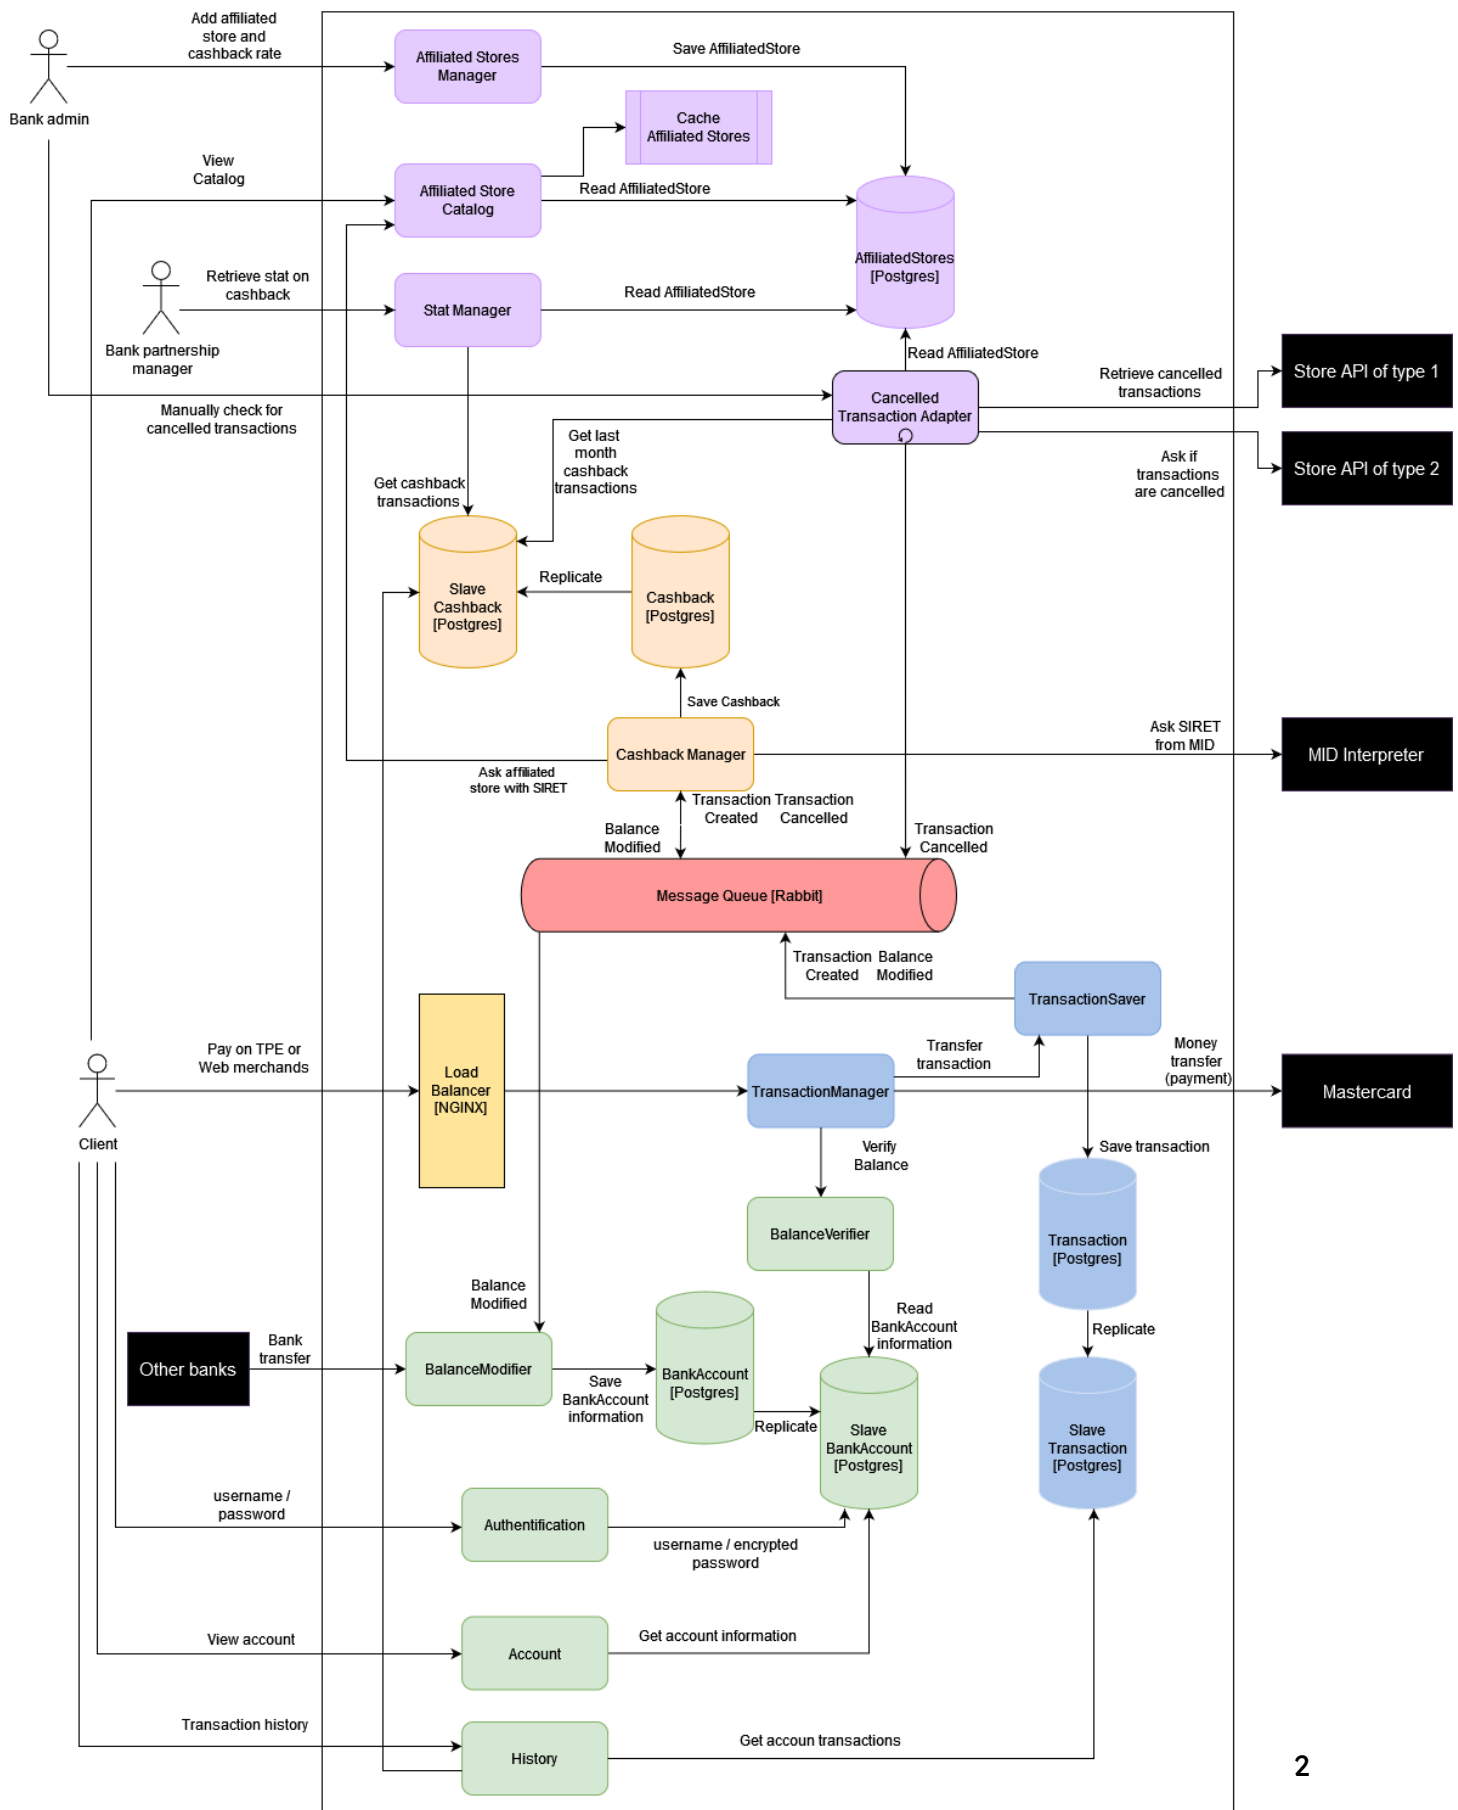 Add affiliated
store and
cashback rate
Bank admin
Affiliated Stores
Manager
Save AffiliatedStore
Cache
Affiliated Stores
View
Catalog
Affiliated Store
Catalog
Read AffiliatedStore
AffiliatedStores
[Postgres]
Retrieve stat on
cashback
Bank partnership
manager
Stat Manager
Read AffiliatedStore
Read AffiliatedStore
Manually check for
cancelled transactions
Cancelled
Transaction Adapter
Retrieve cancelled
transactions
Store API of type 1
Ask if
transactions
are cancelled
Store API of type 2
Get last
month
cashback
transactions
Get cashback
transactions
Slave
Cashback
[Postgres]
Replicate
Cashback
[Postgres]
Save Cashback
Cashback Manager
Ask SIRET
from MID
MID Interpreter
Ask affiliated
store with SIRET
Transaction
Created
Transaction
Cancelled
Balance
Modified
Transaction
Cancelled
Message Queue [Rabbit]
Transaction
Created
Balance
Modified
TransactionSaver
Pay on TPE or
Web merchands
Load
Balancer
[NGINX]
Transfer
transaction
TransactionManager
Money
transfer
(payment)
Mastercard
Client
Verify
Balance
Save transaction
BalanceVerifier
Transaction
[Postgres]
Balance
Modified
Read
BankAccount
information
Replicate
Other banks
Bank
transfer
BalanceModifier
Save
BankAccount
information
BankAccount
[Postgres]
Replicate
Slave
BankAccount
[Postgres]
Slave
Transaction
[Postgres]
username /
password
Authentification
username / encrypted
password
View account
Account
Get account information
Transaction history
History
Get accoun transactions
2